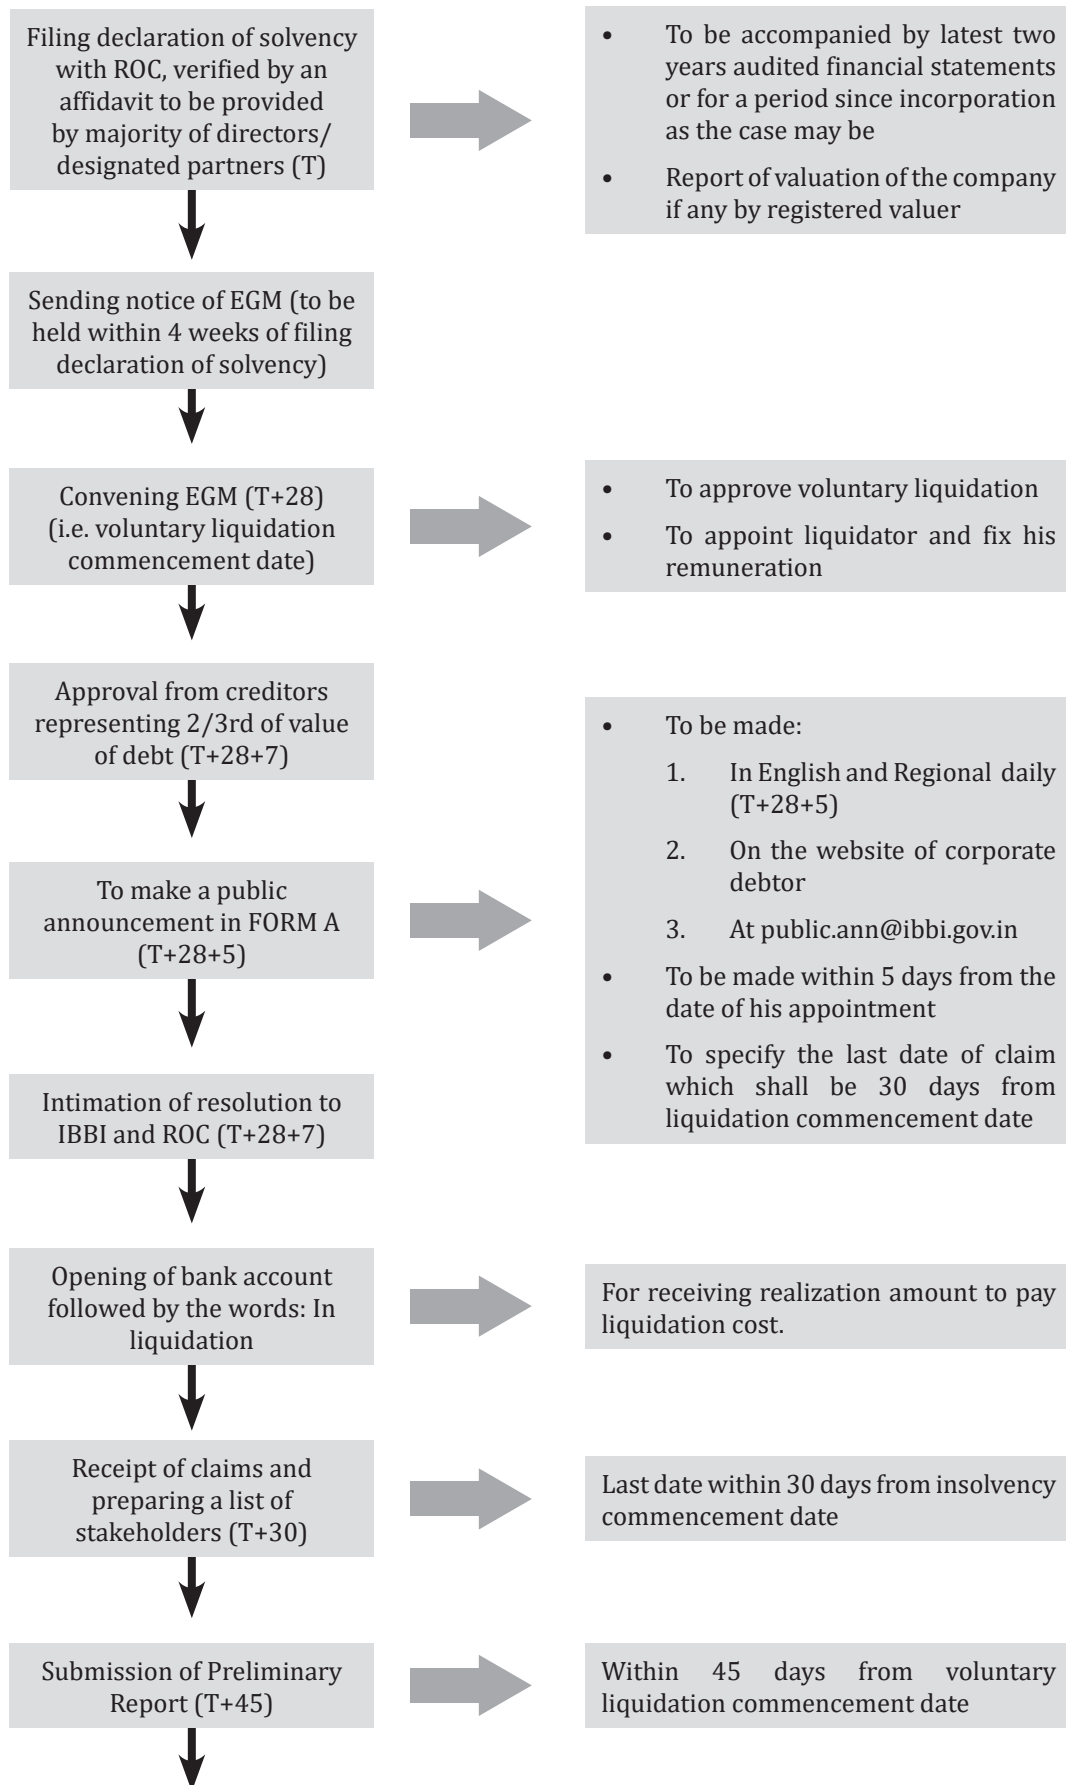 Filing declaration of solvency
with ROC, verified by an
affidavit to be provided
by majority of directors/
designated partners (T)
• To be accompanied by latest two
years audited financial statements
or for a period since incorporation
as the case may be
• Report of valuation of the company
if any by registered valuer
Sending notice of EGM (to be
held within 4 weeks of filing
declaration of solvency)
Convening EGM (T+28)
(i.e. voluntary liquidation
commencement date)
• To approve voluntary liquidation
• To appoint liquidator and fix his
remuneration
Approval from creditors
representing 2/3rd of value
of debt (T+28+7)
To make a public
announcement in FORM A
(T+28+5)
• To be made:
1. In English and Regional daily
(T+28+5)
2. On the website of corporate
debtor
3. At public.ann@ibbi.gov.in
• To be made within 5 days from the
date of his appointment
• To specify the last date of claim
which shall be 30 days from
liquidation commencement date
Intimation of resolution to
IBBI and ROC (T+28+7)
Opening of bank account
followed by the words: In
liquidation
For receiving realization amount to pay
liquidation cost.
Receipt of claims and
preparing a list of
stakeholders (T+30)
Last date within 30 days from insolvency
commencement date
Submission of Preliminary
Report (T+45)
Within 45 days from voluntary
liquidation commencement date